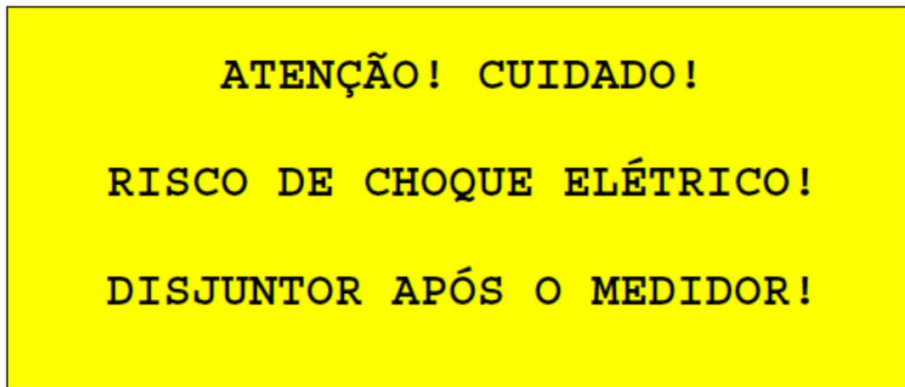 ATENÇÃO! CUIDADO!
RISCO DE CHOQUE ELÉTRICO!
DISJUNTOR APÓS O MEDIDOR!